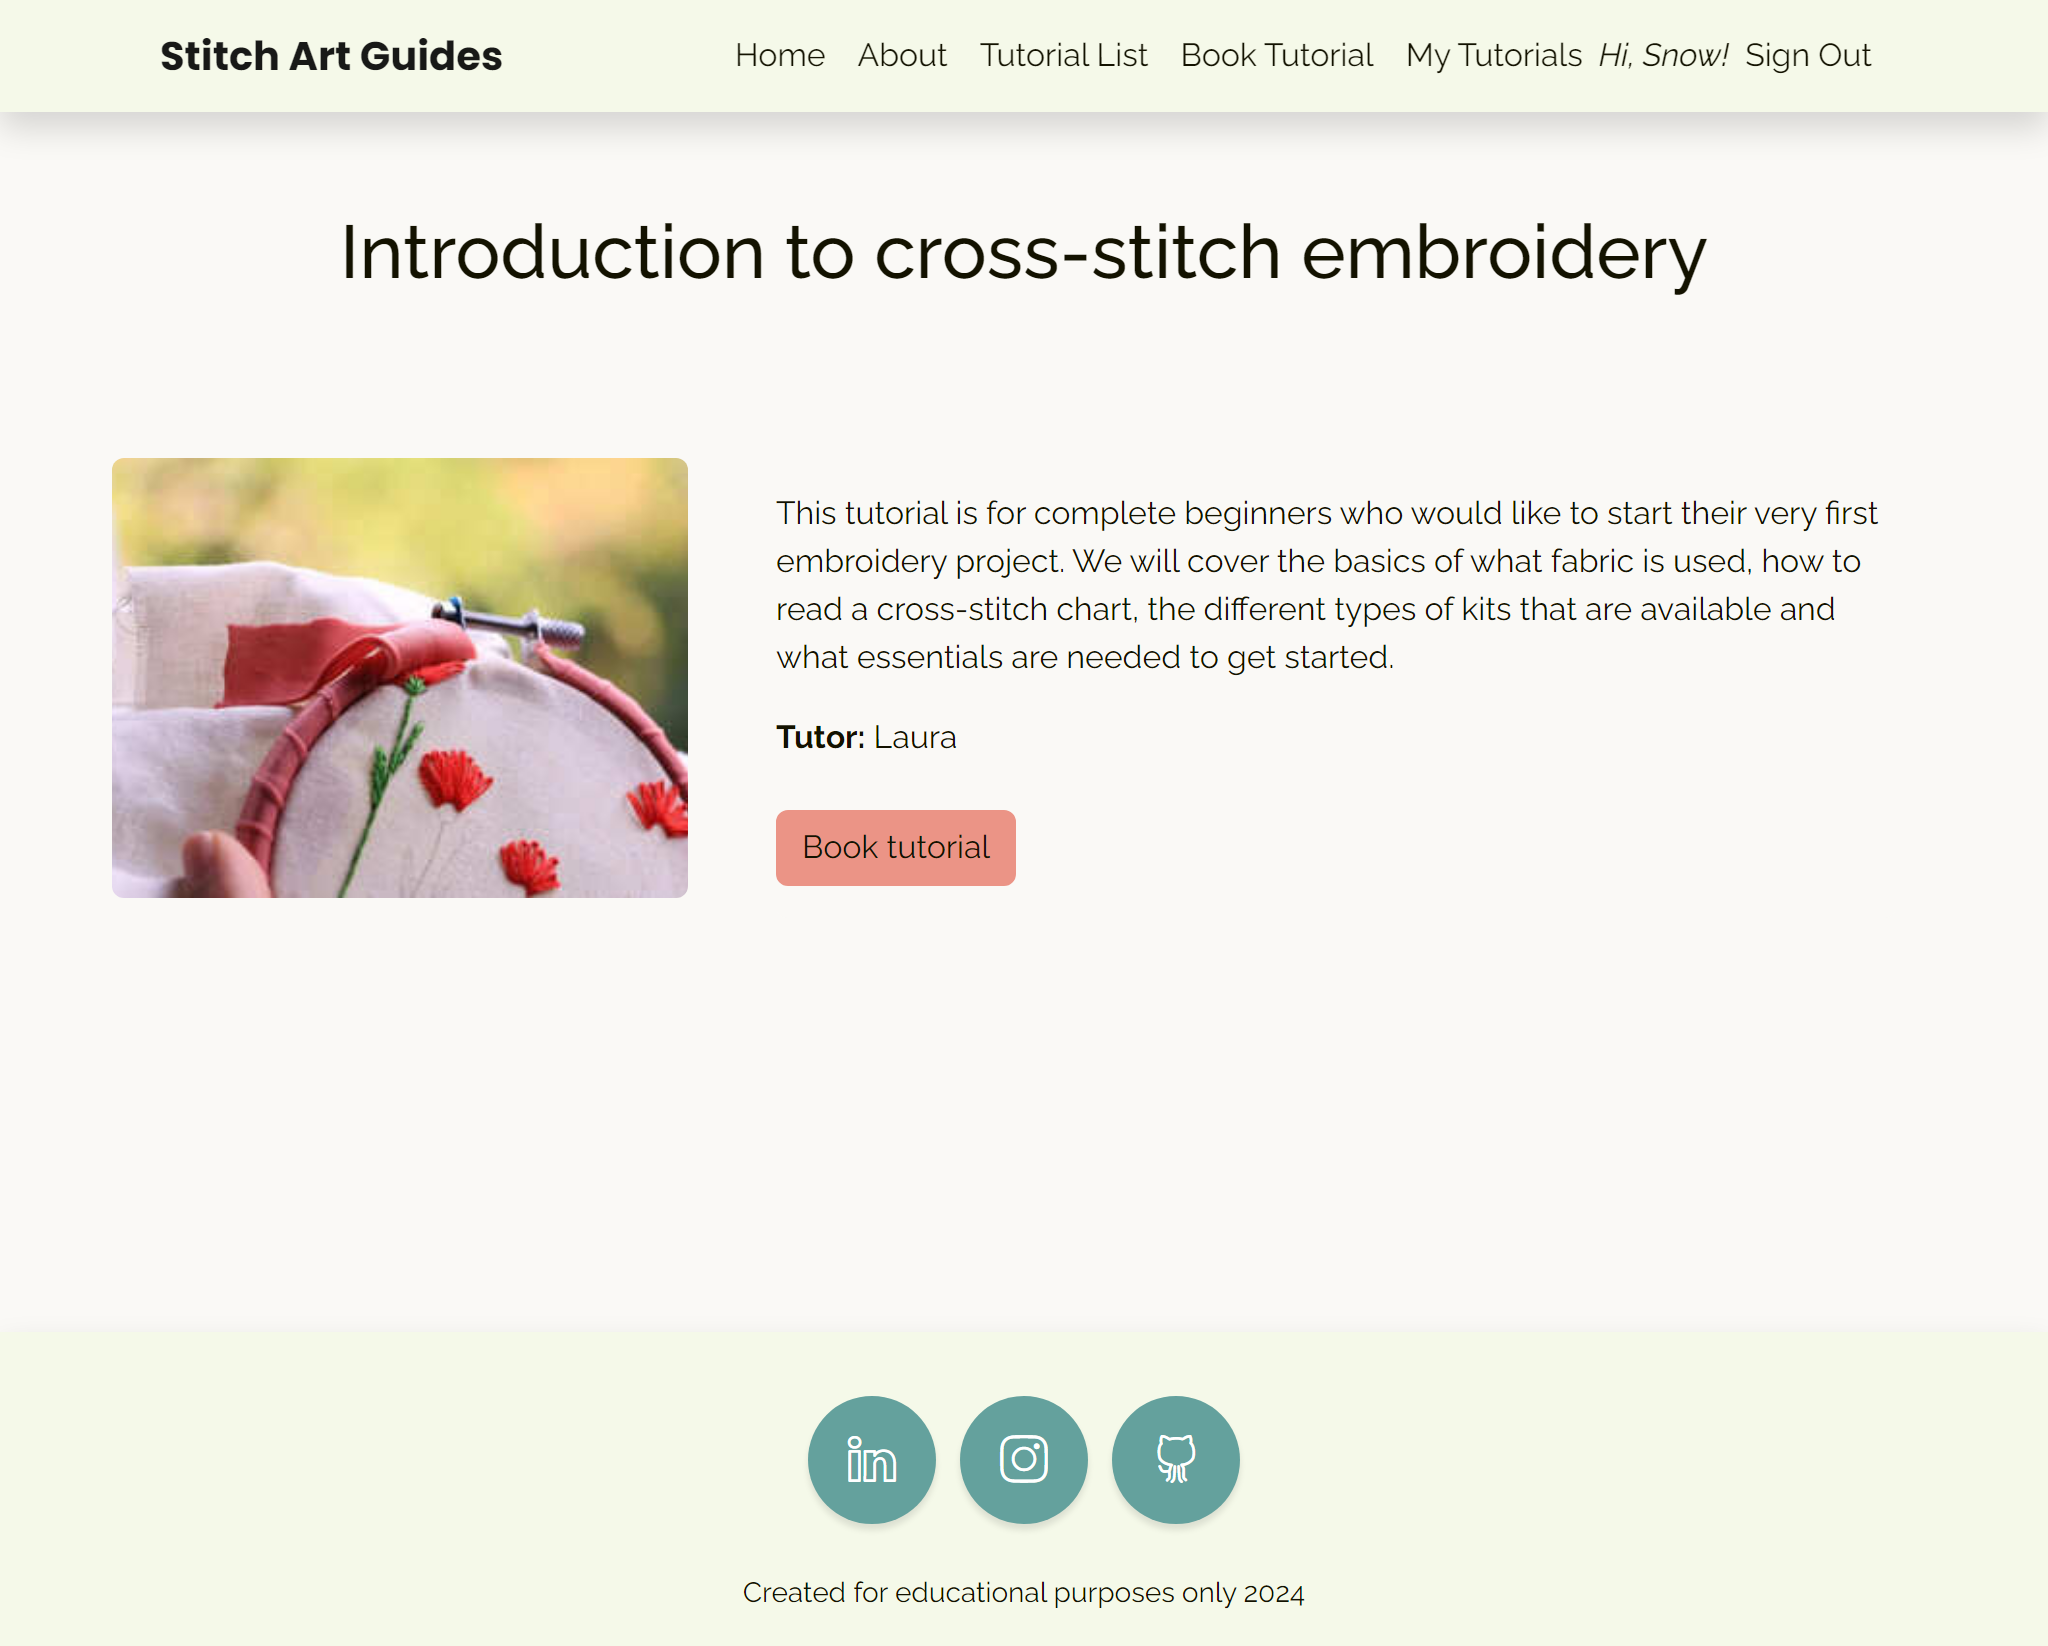 Stitch Art Guides
Home About Tutorial List Book Tutorial My Tutorials Hi, Snow! Sign Out
Introduction to cross-stitch embroidery
This tutorial is for complete beginners who would like to start their very first
embroidery project. We will cover the basics of what fabric is used, how to
read a cross-stitch chart, the different types of kits that are available and
what essentials are needed to get started.
Tutor: Laura
Book tutorial
in
Created for educational purposes only 2024